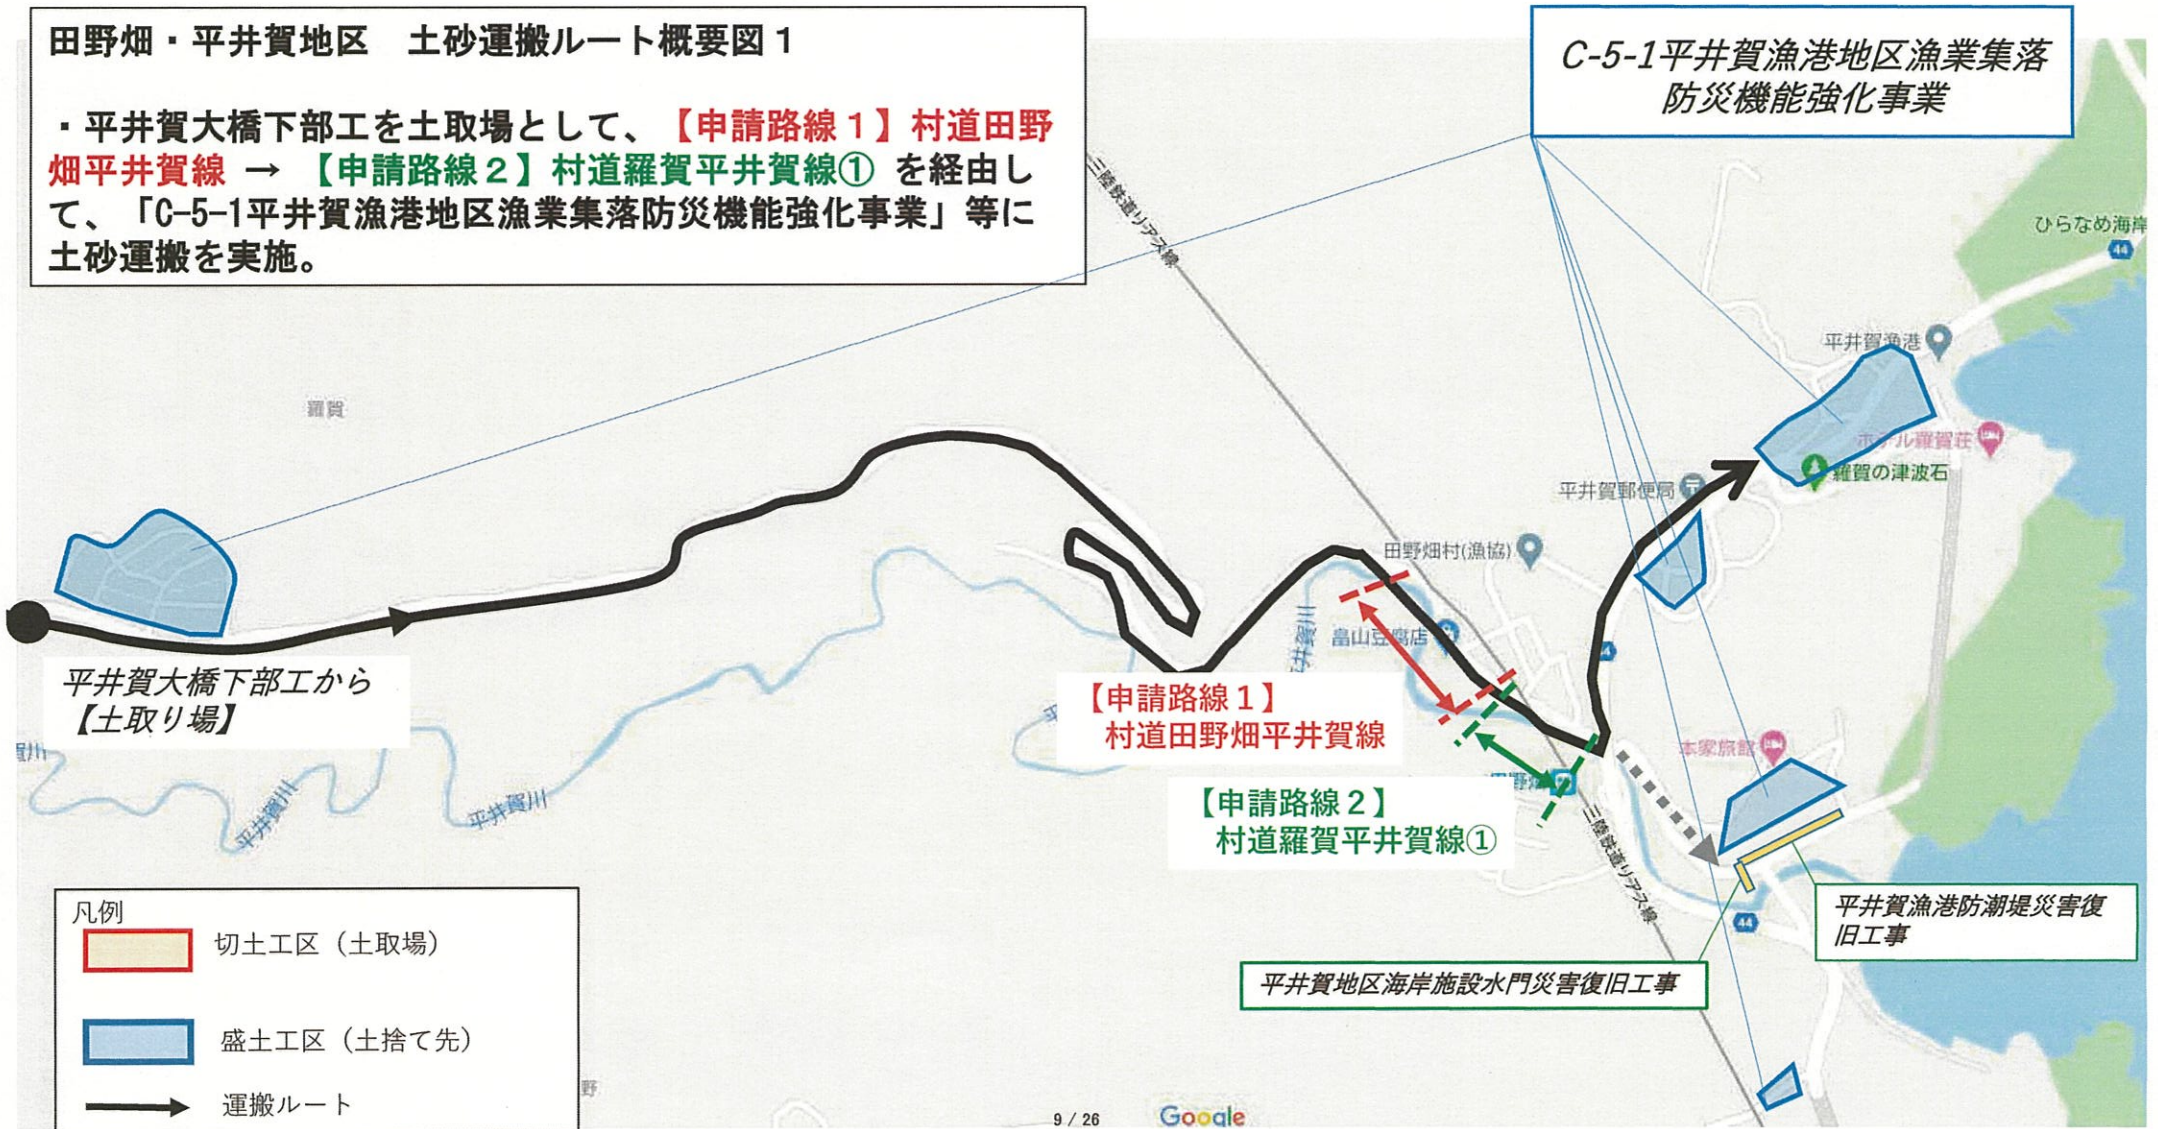 田野畑・平井賀地区　土砂運搬ルート概要図１
・平井賀大橋下部工を土取場として、【申請路線１】村道田野
畑平井賀線 → 【申請路線２】村道羅賀平井賀線① を経由し
て、「C-5-1平井賀漁港地区漁業集落防災機能強化事業」等に
土砂運搬を実施。
C-5-1平井賀漁港地区漁業集落
防災機能強化事業
三陸鉄道リアス線
ひらなめ海岸
44
平井賀漁港
羅賀
ホテル羅賀荘
羅賀の津波石
平井賀郵便局
田野畑村(漁協)
平井賀川
畠山豆腐店
平井賀大橋下部工から
【土取り場】
【申請路線１】
村道田野畑平井賀線
本家旅館
【申請路線２】
村道羅賀平井賀線①
賀川
平井賀川
平井賀川
三陸鉄道リアス線
平井賀漁港防潮堤災害復
旧工事
44
平井賀地区海岸施設水門災害復旧工事
凡例
切土工区（土取場）
盛土工区（土捨て先）
運搬ルート
野
9 / 26
Google